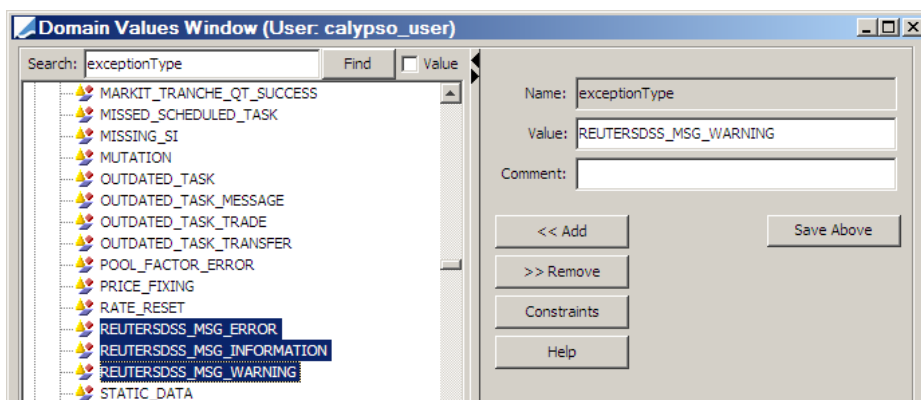 Domain Values Window (User: calypso_user)
Search: exceptionType Find Value
MARKIT_TRANCHE_QT_SUCCESS
MISSED_SCHEDULED_TASK
MISSING_SI
MUTATION
OUTDATED_TASK
OUTDATED_TASK_MESSAGE
OUTDATED_TASK_TRADE
OUTDATED_TASK_TRANSFER
POOL_FACTOR_ERROR
PRICE_FIXING
RATE_RESET
REUTERSDSS_MSG_ERROR
REUTERSDSS_MSG_INFORMATION
REUTERSDSS_MSG_WARNING
STATIC_DATA
Name: exceptionType
Value: REUTERSDSS_MSG_WARNING
Comment:
<< Add Save Above
>> Remove
Constraints
Help